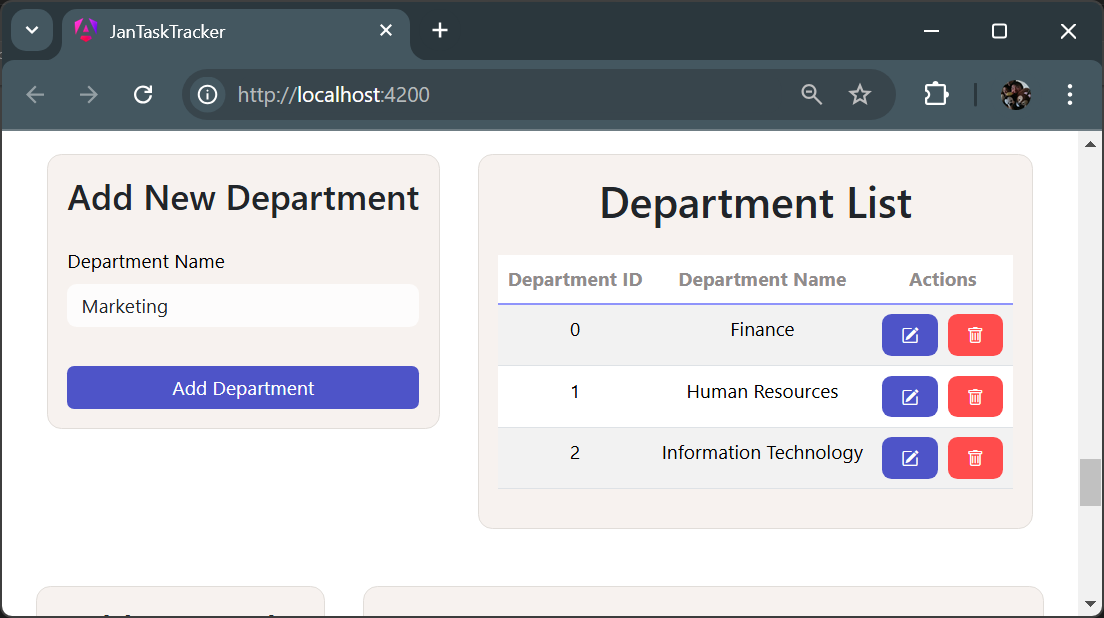 JanTaskTracker
http://localhost:4200
Add New Department
Department Name
Marketing
Add Department
Department List
Department ID Department Name Actions
0 Finance
1 Human Resources
2 Information Technology